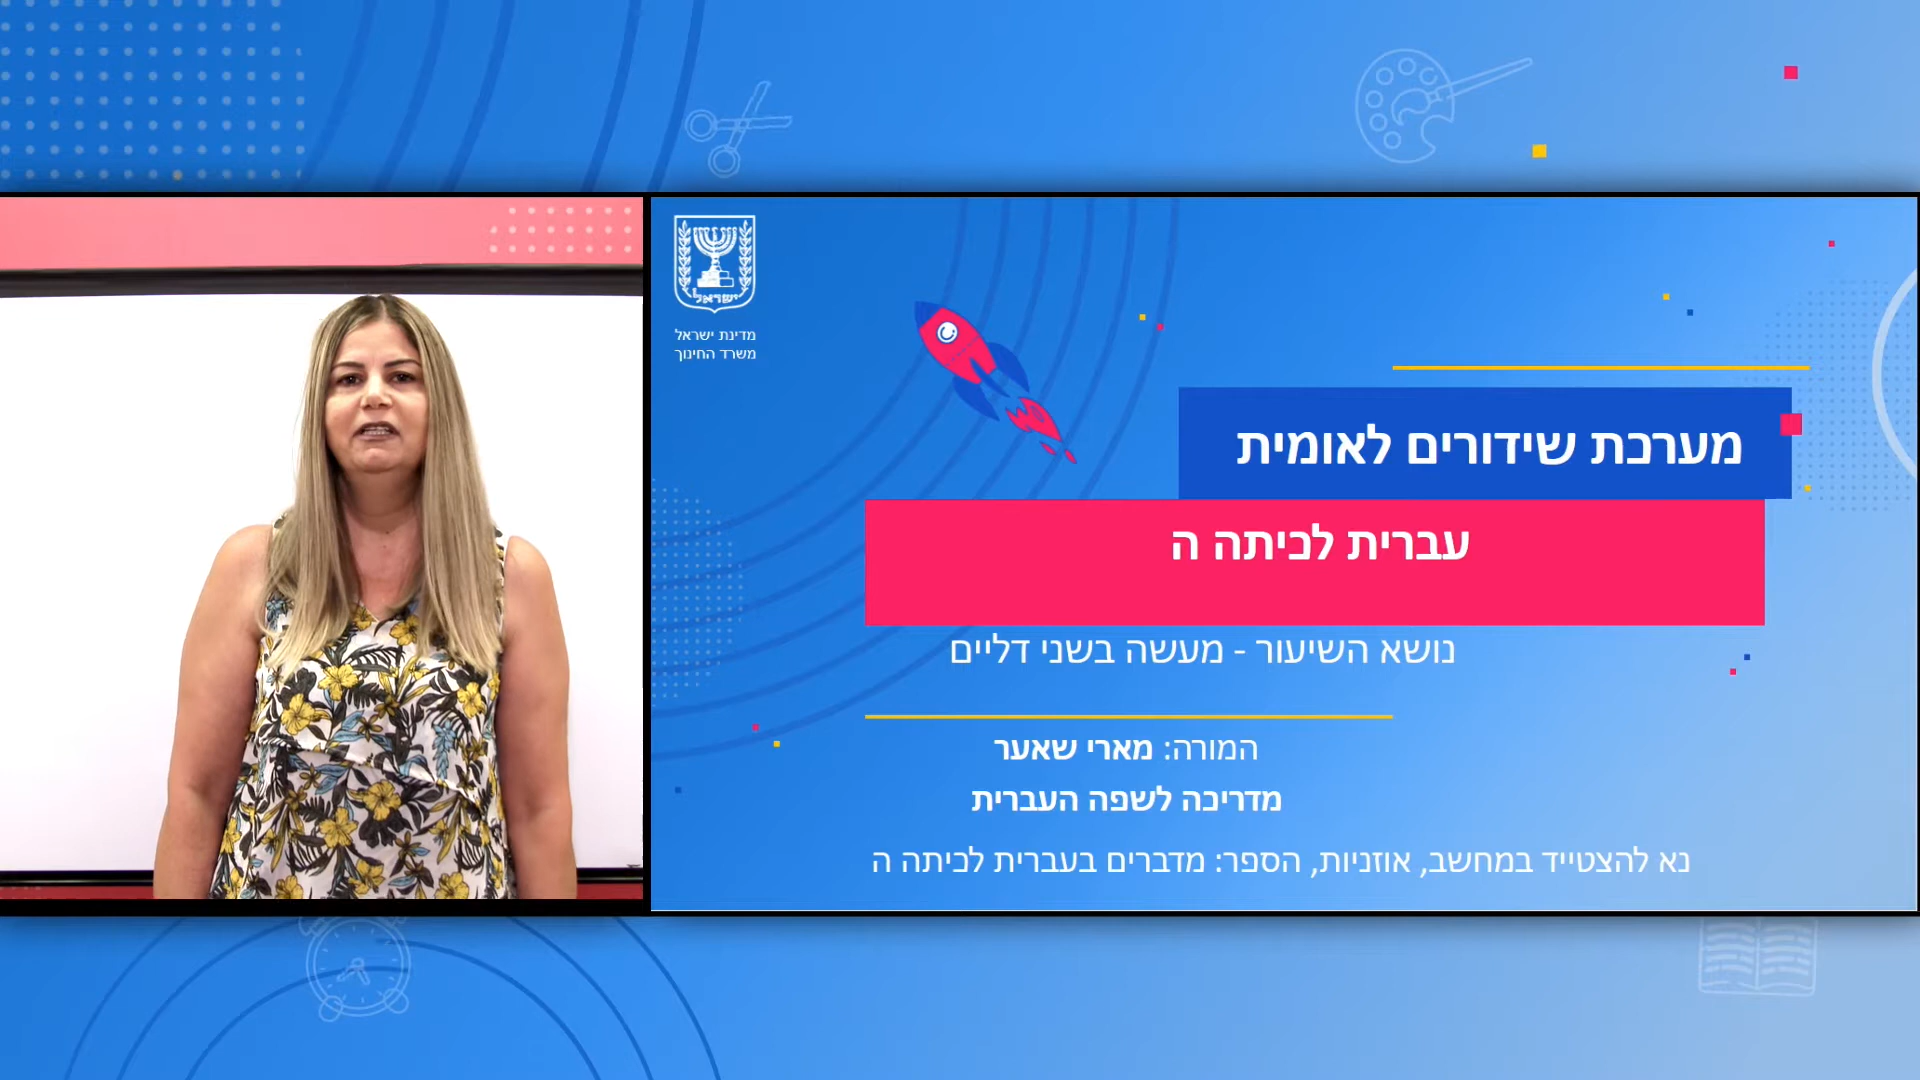 ישראל
מדינת ישראל
משרד החינוך
מערכת שידורים לאומית
עברית לכיתה ה
נושא השיעור - מעשה בשני דליים
המורה: מארי שאער
מדריכה לשפה העברית
נא להצטייד במחשב, אוזניות, הספר: מדברים בעברית לכיתה ה